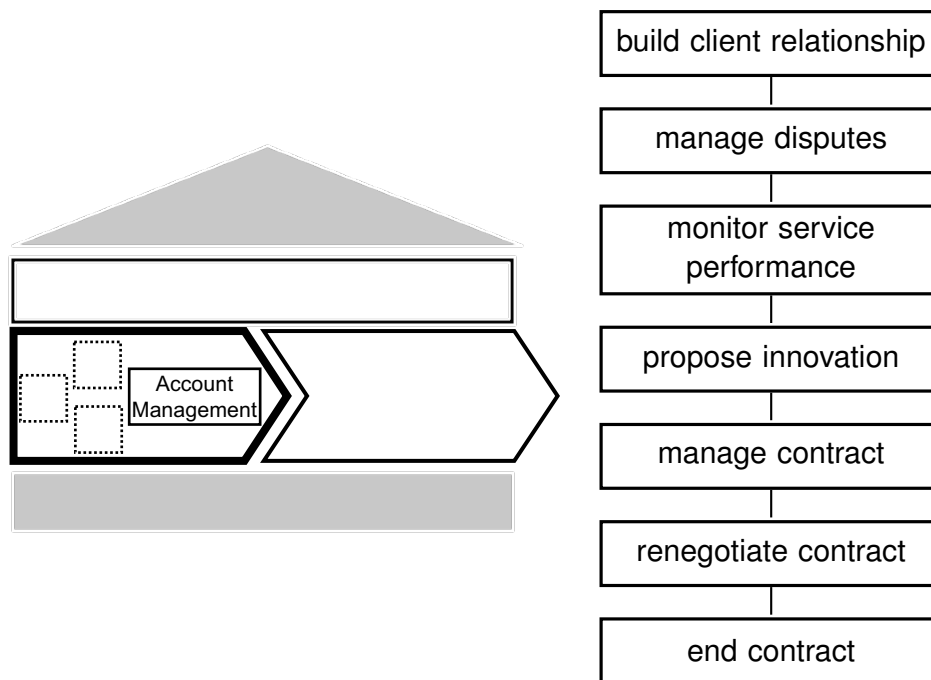 Account
Management
build client relationship
manage disputes
monitor service
performance
propose innovation
manage contract
renegotiate contract
end contract